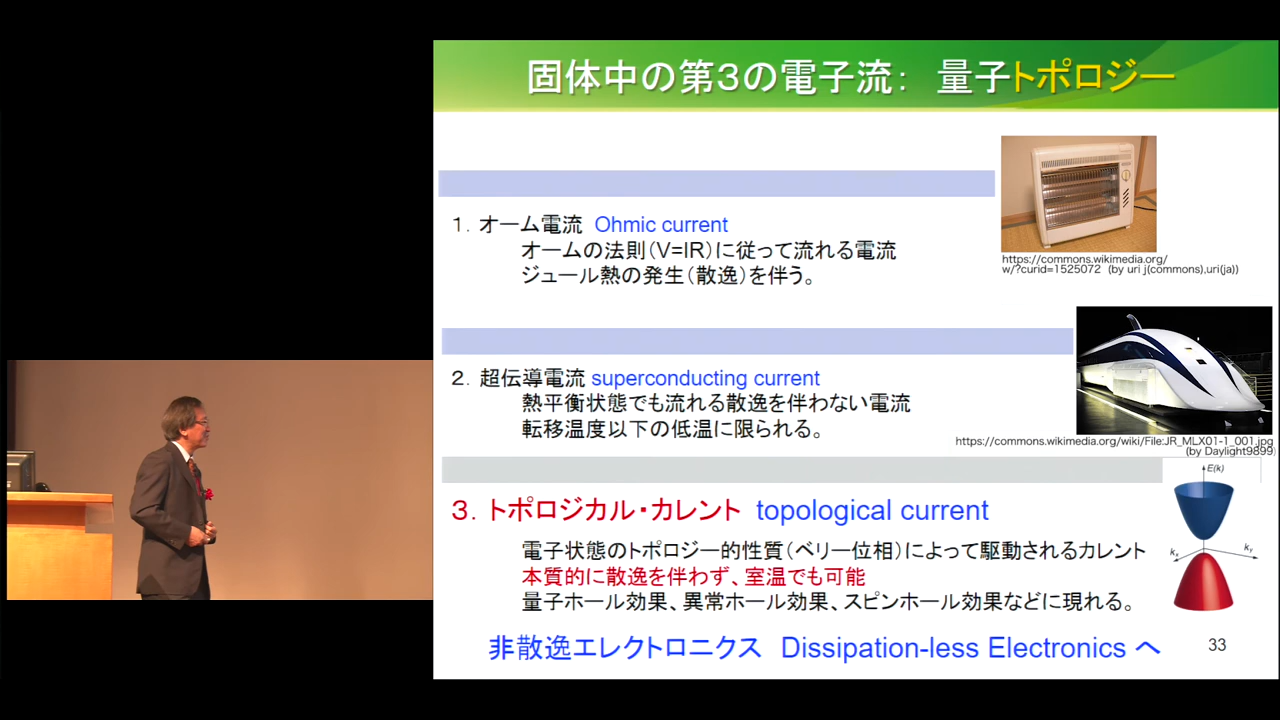 固体中の第３の電子流： 量子トポロジー
１．オーム電流 Ohmic current
オームの法則（V=IR）に従って流れる電流
ジュール熱の発生（散逸）を伴う。
https://commons.wikimedia.org/
w/?curid=1525072 (by uri j(commons),uri(ja))
２．超伝導電流 superconducting current
熱平衡状態でも流れる散逸を伴わない電流
転移温度以下の低温に限られる。
https://commons.wikimedia.org/wiki/File:JR_MLX01-1_001.jpg
(by Daylight9899)
３．トポロジカル・カレント topological current
電子状態のトポロジー的性質（ベリー位相）によって駆動されるカレント
本質的に散逸を伴わず、室温でも可能
量子ホール効果、異常ホール効果、スピンホール効果などに現れる。
E(k)
kx
ky
非散逸エレクトロニクス Dissipation-less Electronics へ
33